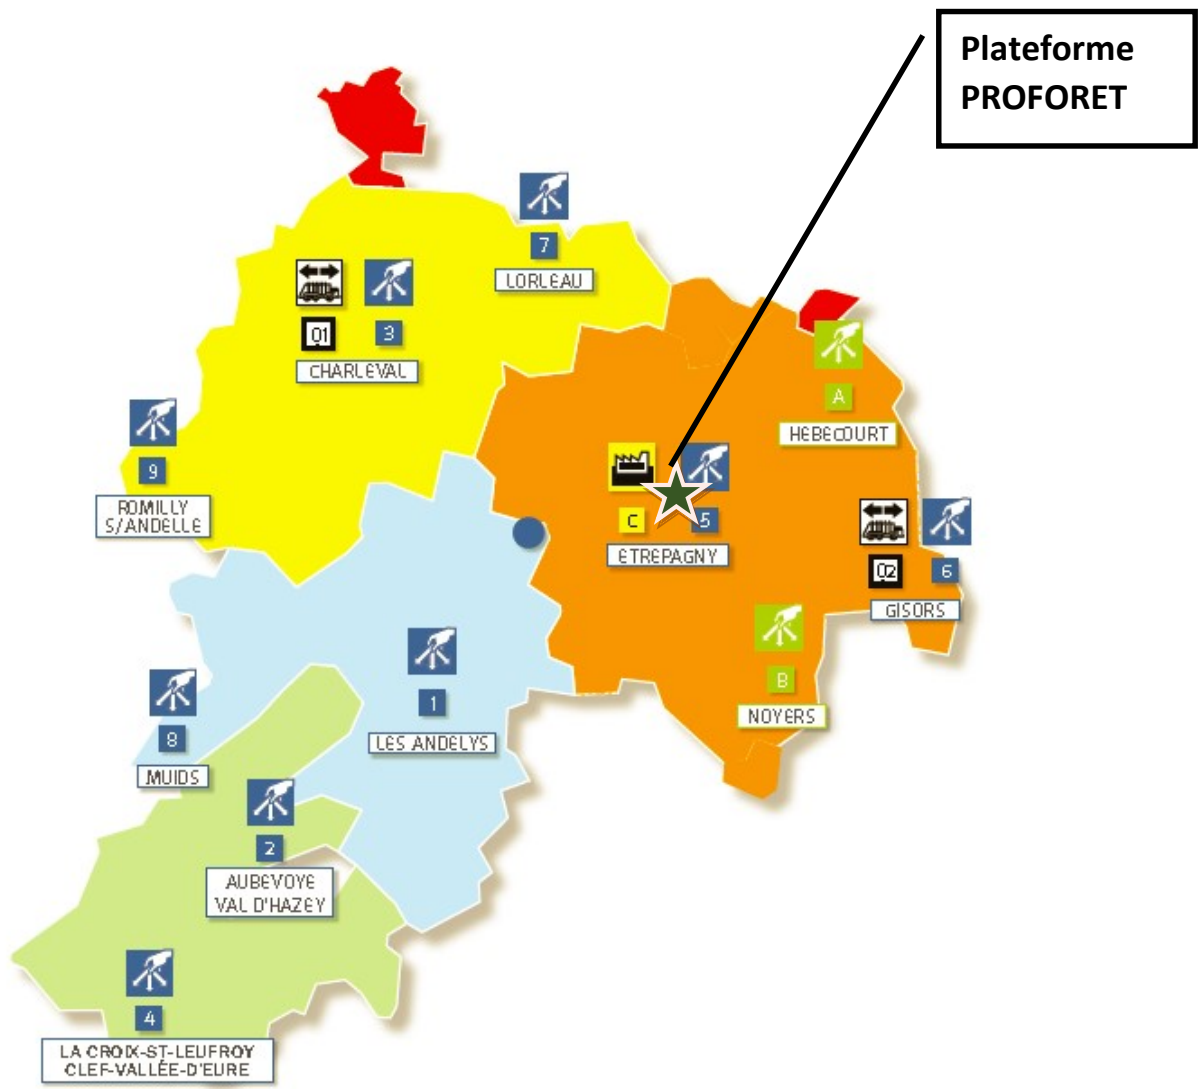 Plateforme
PROFORET
7
LORLEAU
01
3
CHARLEVAL
A
HEBECOURT
9
ROMILLY
S/ANDELLE
C
5
ETREPAGNY
02
6
GISORS
B
NOYERS
1
LES ANDELYS
8
MUIDS
2
AUBEVOYE
VAL D'HAZEY
4
LA CROIX-ST-LEUFROY
CLEF-VALLÉE-D'EURE